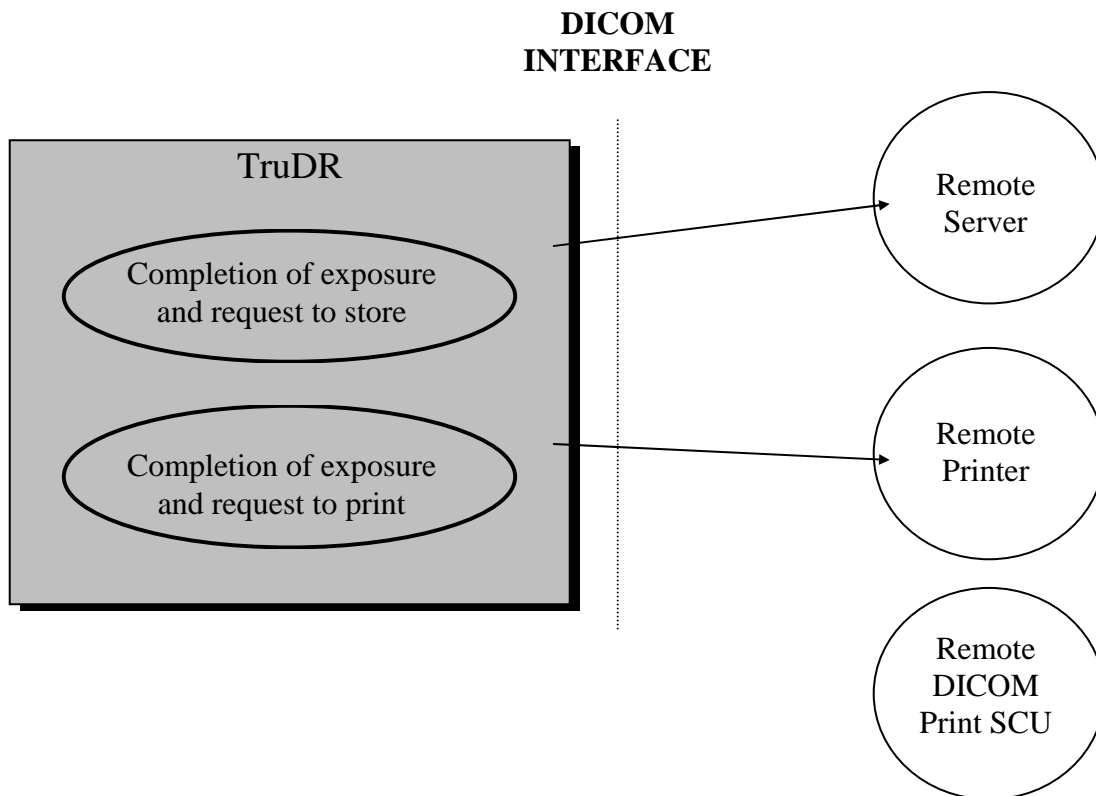 DICOM
INTERFACE
TruDR
Completion of exposure
and request to store
Completion of exposure
and request to print
Remote
Server
Remote
Printer
Remote
DICOM
Print SCU